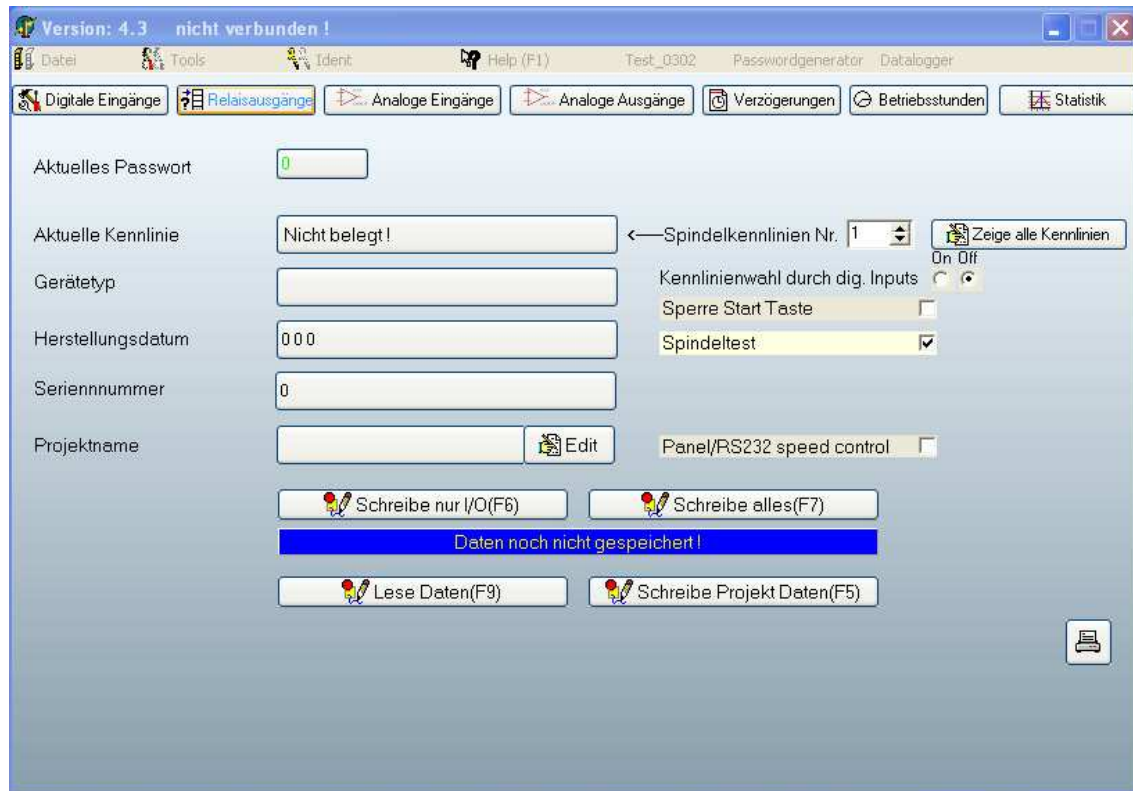 Version: 4.3 nicht verbunden !
Datei Tools Ident Help (F1) Test_0302 Passwordgenerator Datalogger
Digitale Eingänge Relaisausgänge Analoge Eingänge Analoge Ausgänge Verzögerungen Betriebsstunden Statistik
Aktuelles Passwort 0
Aktuelle Kennlinie Nicht belegt ! <——Spindelkennlinien Nr. 1 Zeige alle Kennlinien
On Off
Gerätetyp Kennlinienwahl durch dig. Inputs
Sperre Start Taste
Herstellungsdatum 0 0 0 Spindeltest
Seriennnummer 0
Projektname Edit Panel/RS232 speed control
Schreibe nur I/O(F6) Schreibe alles(F7)
Daten noch nicht gespeichert !
Lese Daten(F9) Schreibe Projekt Daten(F5)